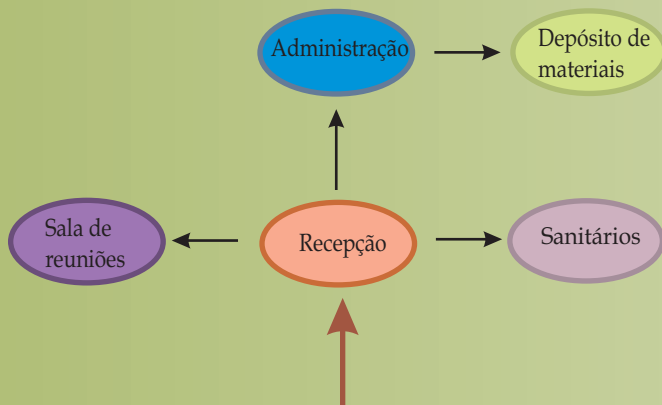 Administração
Depósito de
materiais
Sala de
reuniões
Recepção
Sanitários